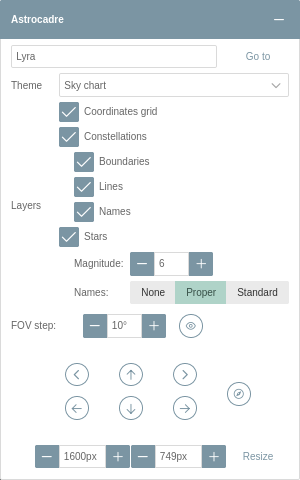 Astrocadre
Lyra
Go to
Theme
Sky chart
Coordinates grid
Constellations
Boundaries
Lines
Layers
Names
Stars
Magnitude:
6
Names:
None
Proper
Standard
FOV step:
10°
1600px
749px
Resize